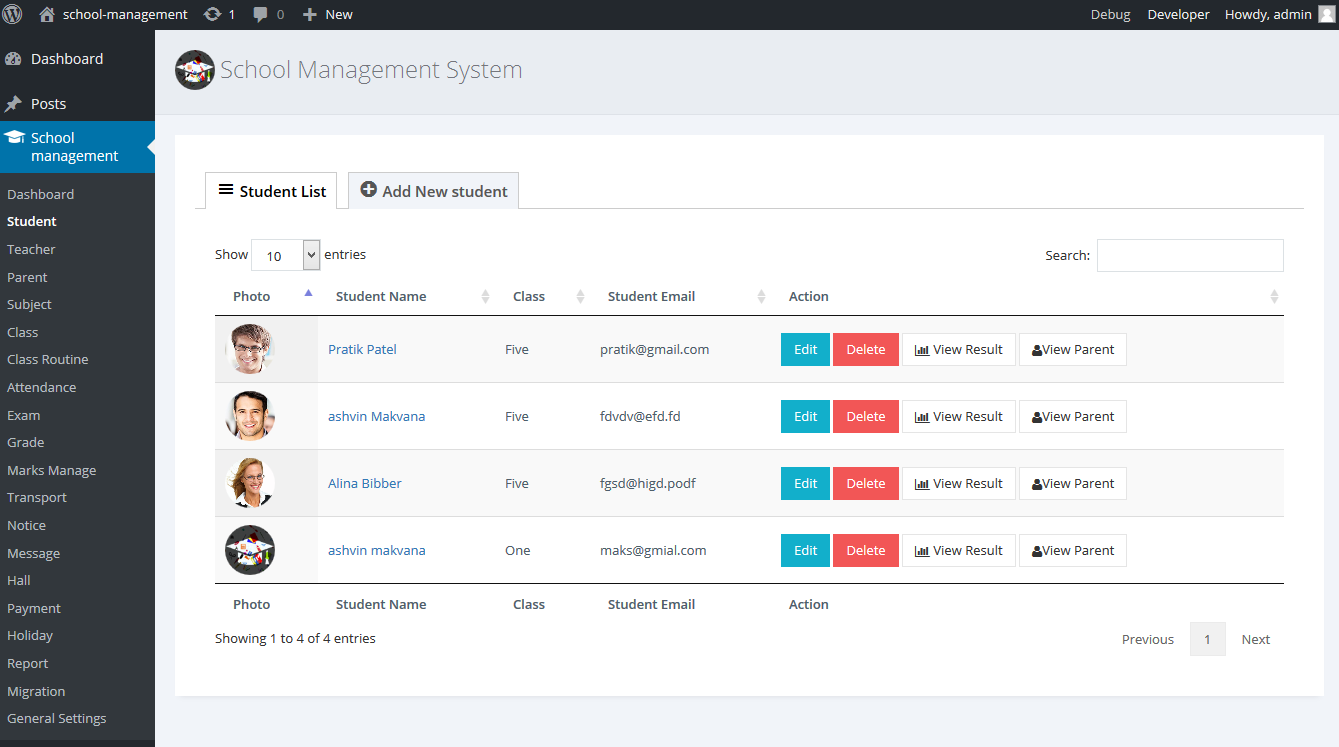 school-management 1 0 New Debug Developer Howdy, admin
Dashboard
Posts
School
management
Dashboard
Student
Teacher
Parent
Subject
Class
Class Routine
Attendance
Exam
Grade
Marks Manage
Transport
Notice
Message
Hall
Payment
Holiday
Report
Migration
General Settings
School Management System
Student List Add New student
Show 10 entries Search:
Photo Student Name Class Student Email Action
Pratik Patel Five pratik@gmail.com Edit Delete View Result View Parent
ashvin Makvana Five fdvdv@efd.fd Edit Delete View Result View Parent
Alina Bibber Five fgsd@higd.podf Edit Delete View Result View Parent
ashvin makvana One maks@gmial.com Edit Delete View Result View Parent
Photo Student Name Class Student Email Action
Showing 1 to 4 of 4 entries Previous 1 Next